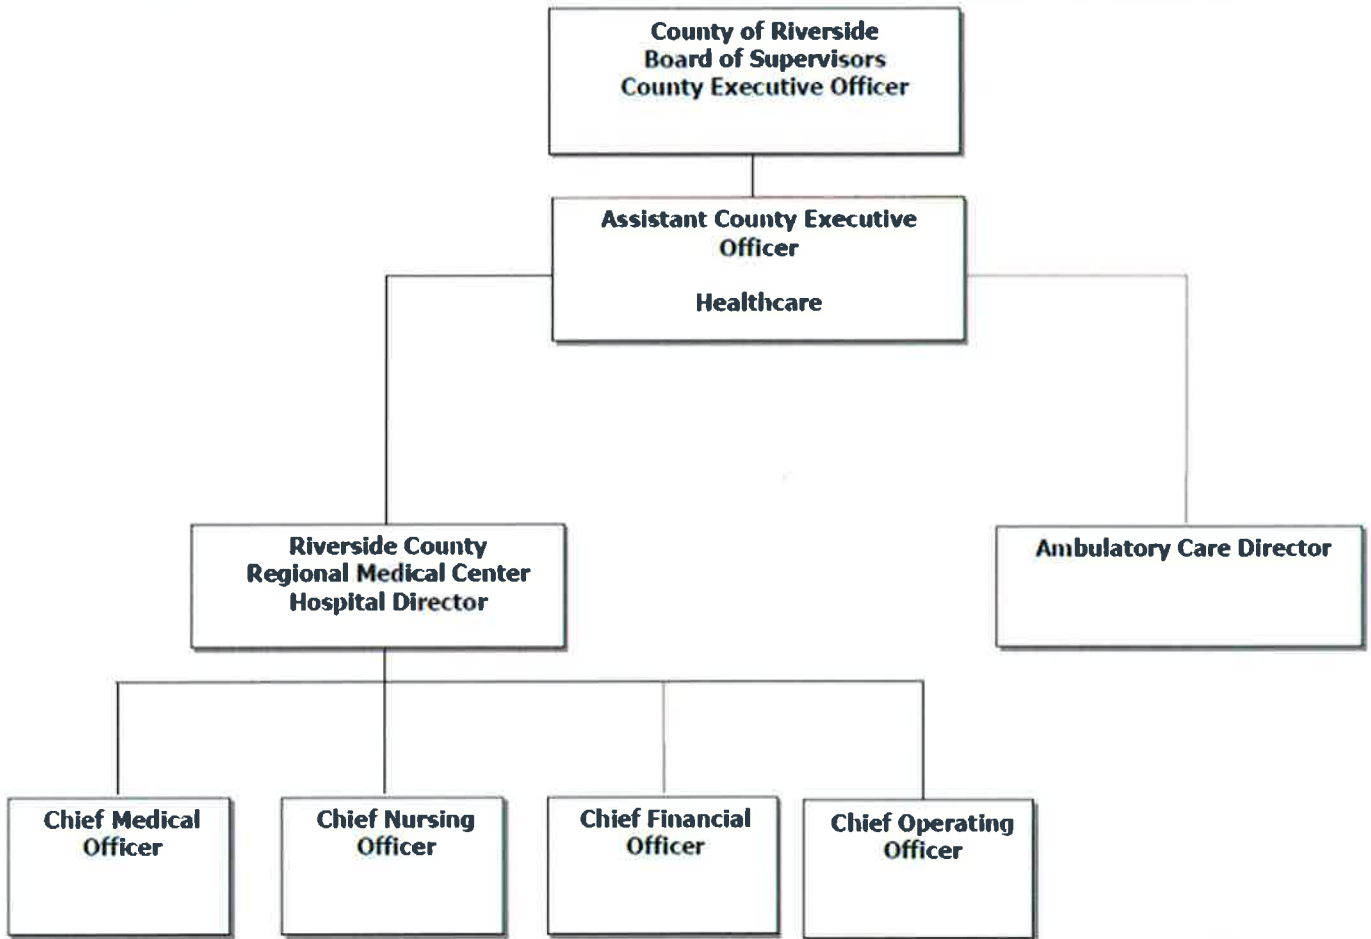 County of Riverside
Board of Supervisors
County Executive Officer
Assistant County Executive
Officer
Healthcare
Riverside County
Regional Medical Center
Hospital Director
Ambulatory Care Director
Chief Medical
Officer
Chief Nursing
Officer
Chief Financial
Officer
Chief Operating
Officer